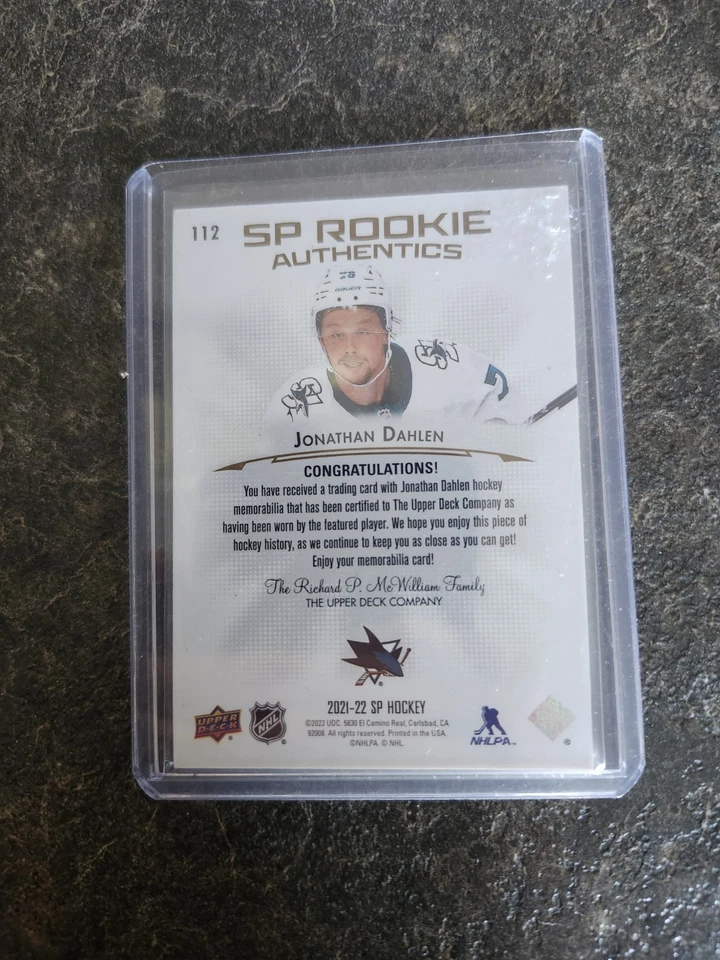 112
SP ROOKIE
AUTHENTICS
76
BAUER
JONATHAN DAHLEN
CONGRATULATIONS!
You have received a trading card with Jonathan Dahlen hockey
memorabilia that has been certified to The Upper Deck Company as
having been worn by the featured player. We hope you enjoy this piece of
hockey history, as we continue to keep you as close as you can get!
Enjoy your memorabilia card!
The Richard P. McWilliam Family
THE UPPER DECK COMPANY
®
2021-22 SP HOCKEY
©2022 UDC. 5830 El Camino Real, Carlsbad, CA
92008. All rights reserved. Printed in the USA.
©NHLPA. © NHL.
UPPER
DECK
®
NHL
®
NHLPA™
®